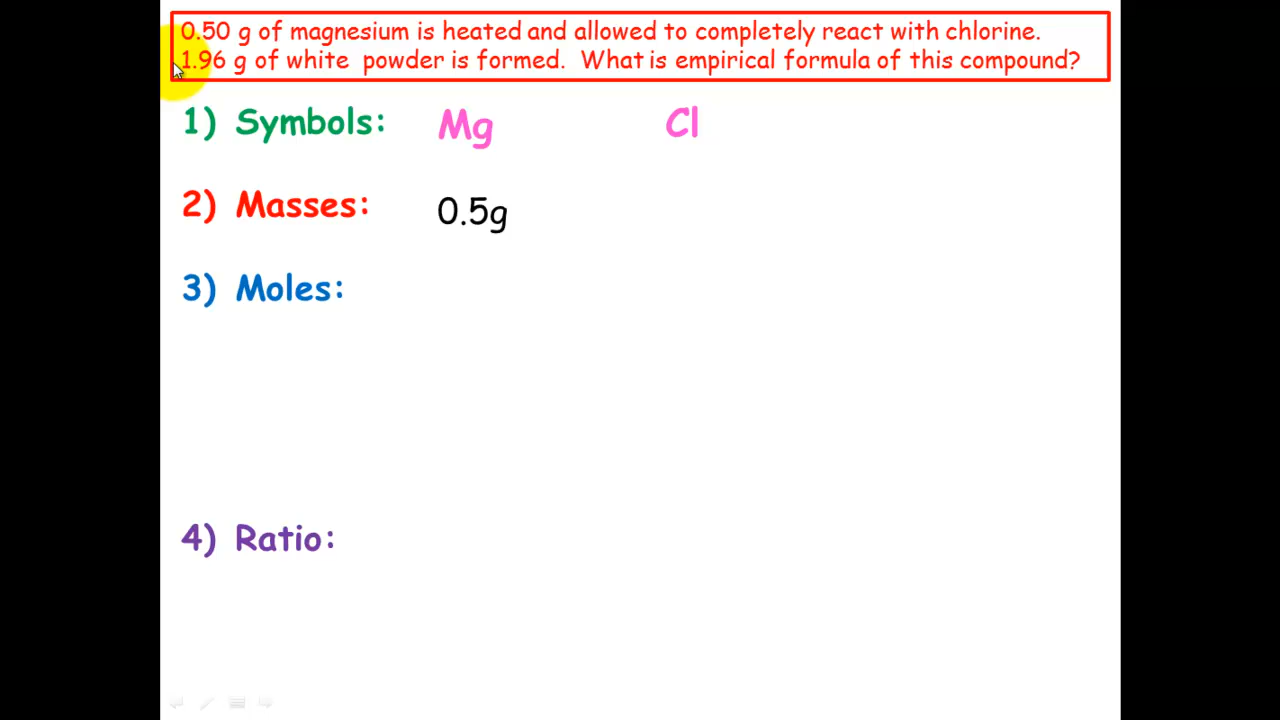 0.50 g of magnesium is heated and allowed to completely react with chlorine.
1.96 g of white powder is formed. What is empirical formula of this compound?
1) Symbols: Mg Cl
2) Masses: 0.5g
3) Moles:
4) Ratio: